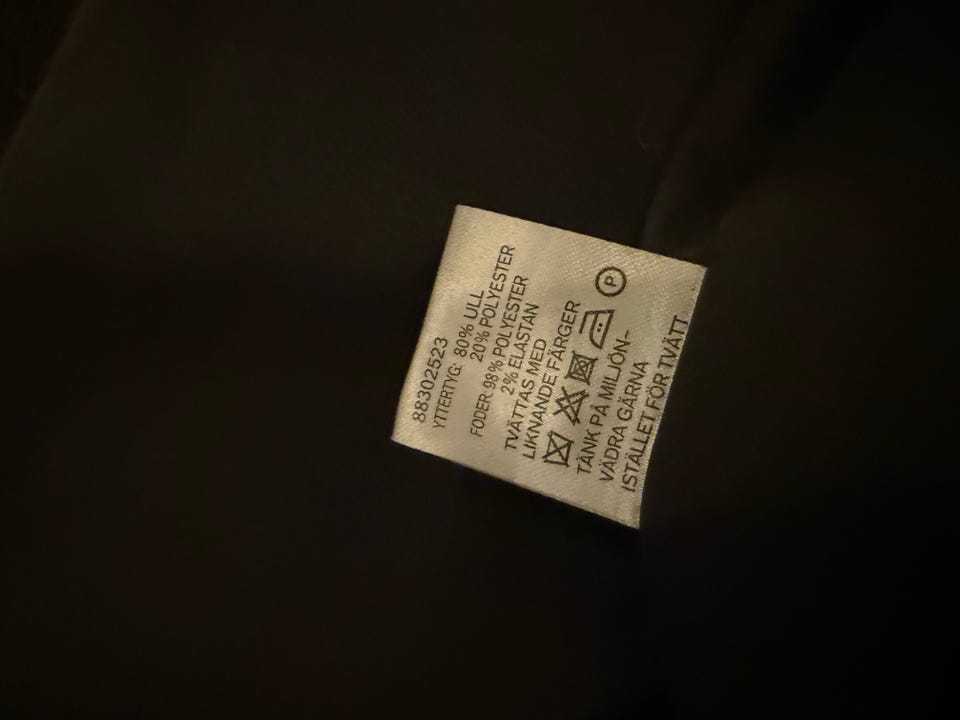 88302523
YTTERTYG: 80% ULL
20% POLYESTER
FODER: 98% POLYESTER
2% ELASTAN
TVÄTTAS MED
LIKNANDE FÄRGER
P
TÄNK PÅ MILJÖN-
VÄDRA GÄRNA
ISTÄLLET FÖR TVÄTT